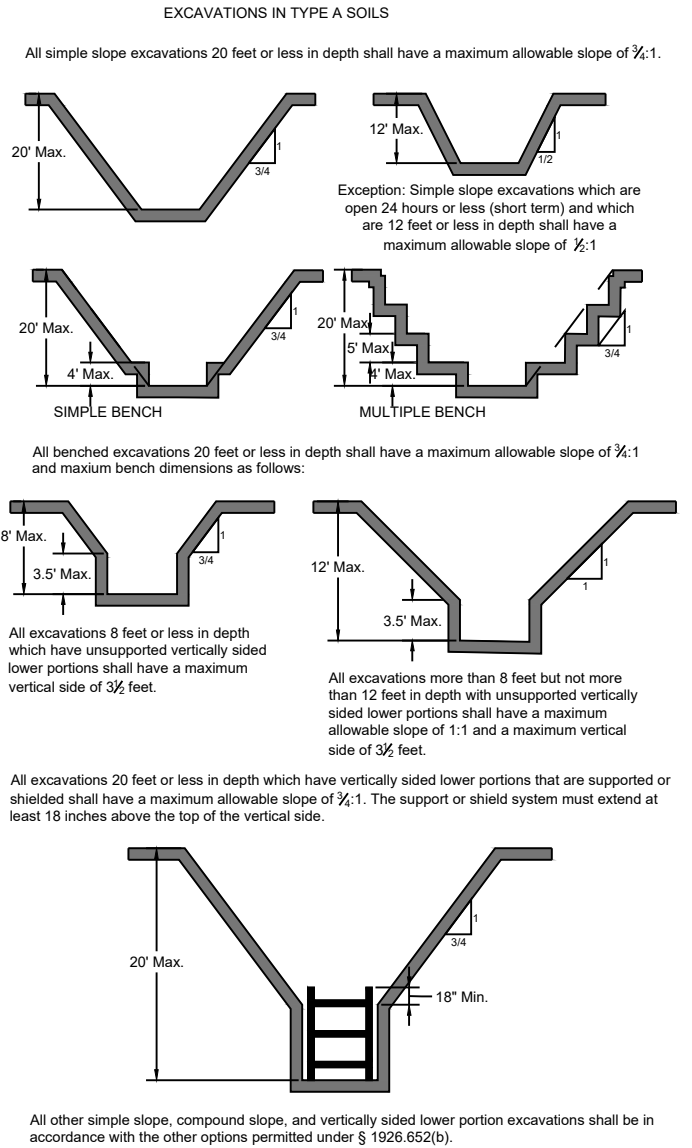 EXCAVATIONS IN TYPE A SOILS
All simple slope excavations 20 feet or less in depth shall have a maximum allowable slope of ¾:1.
20' Max.
1
3/4
12' Max.
1
1/2
Exception: Simple slope excavations which are
open 24 hours or less (short term) and which
are 12 feet or less in depth shall have a
maximum allowable slope of ½:1
20' Max.
4' Max.
1
3/4
SIMPLE BENCH
20' Max.
5' Max.
4' Max.
1
3/4
MULTIPLE BENCH
All benched excavations 20 feet or less in depth shall have a maximum allowable slope of ¾:1
and maxium bench dimensions as follows:
8' Max.
3.5' Max.
1
3/4
All excavations 8 feet or less in depth
which have unsupported vertically sided
lower portions shall have a maximum
vertical side of 3½ feet.
12' Max.
3.5' Max.
1
1
All excavations more than 8 feet but not more
than 12 feet in depth with unsupported vertically
sided lower portions shall have a maximum
allowable slope of 1:1 and a maximum vertical
side of 3½ feet.
All excavations 20 feet or less in depth which have vertically sided lower portions that are supported or
shielded shall have a maximum allowable slope of ¾:1. The support or shield system must extend at
least 18 inches above the top of the vertical side.
20' Max.
1
3/4
18" Min.
All other simple slope, compound slope, and vertically sided lower portion excavations shall be in
accordance with the other options permitted under § 1926.652(b).